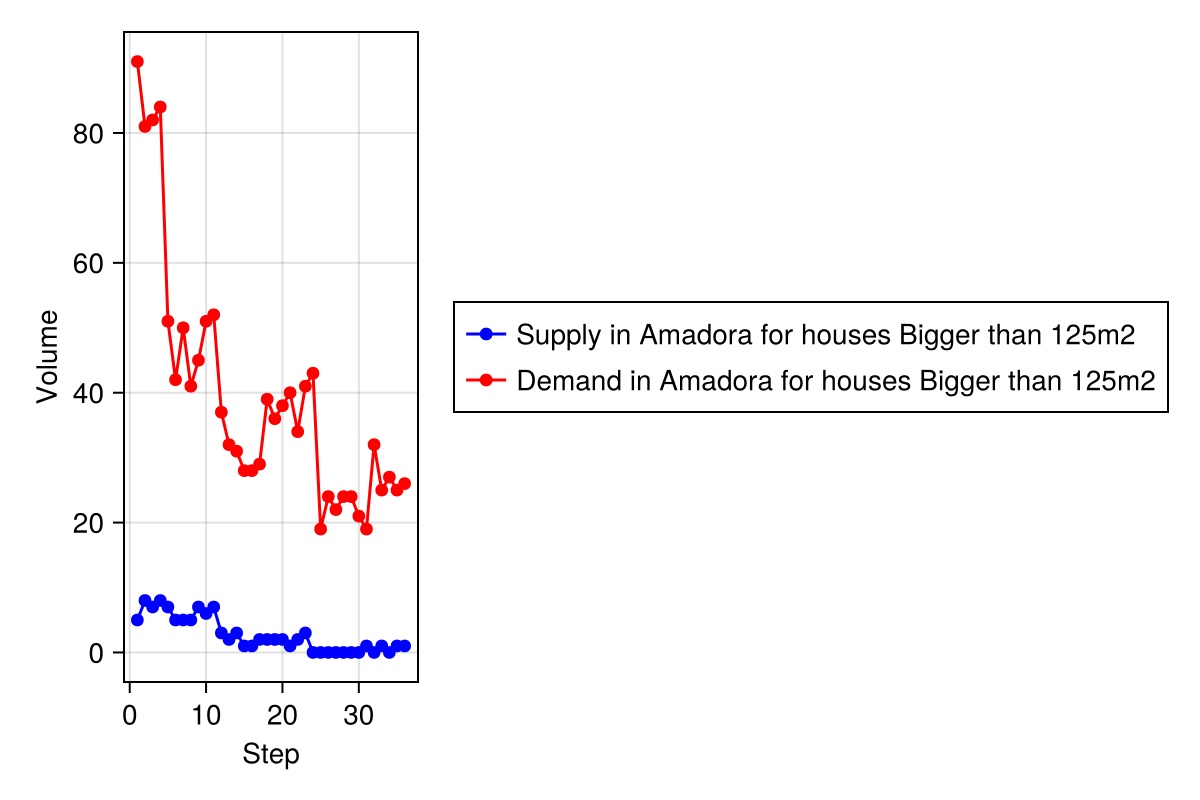 Volume
80
60
40
20
0
0 10 20 30
Step
Supply in Amadora for houses Bigger than 125m2
Demand in Amadora for houses Bigger than 125m2